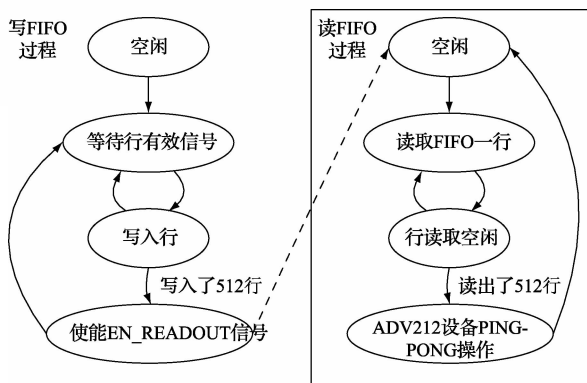 写FIFO
过程
空闲
等待行有效信号
写入行
写入了512行
使能EN_READOUT信号
读FIFO
过程
空闲
读取FIFO一行
行读取空闲
读出了512行
ADV212设备PING-
PONG操作